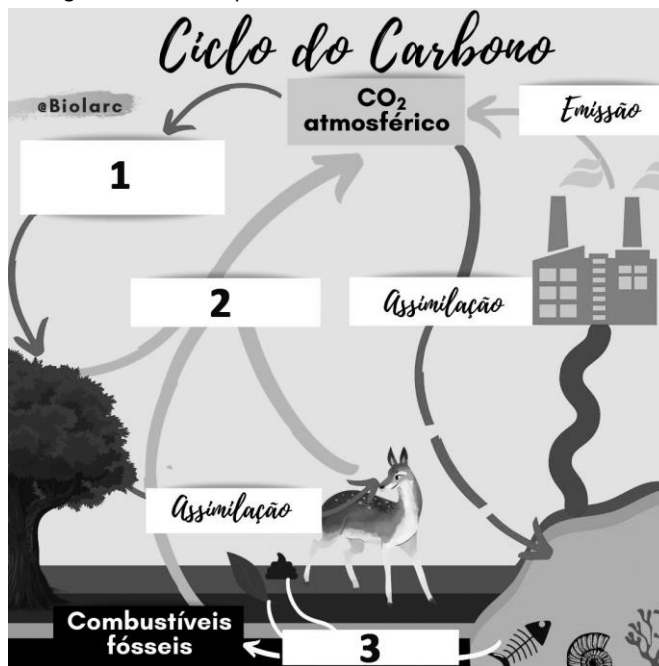 Ciclo do Carbono
@Biolarc
CO₂
atmosférico
Emissão
1
2
Assimilação
Assimilação
Combustíveis
fósseis
3